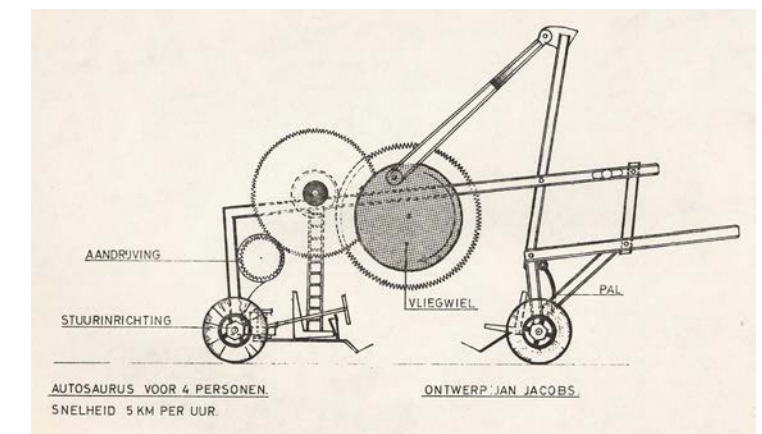 AANDRIJVING
STUURINRICHTING
VLIEGWIEL
PAL
AUTOSAURUS VOOR 4 PERSONEN.
SNELHEID 5 KM PER UUR.
ONTWERP: JAN JACOBS.